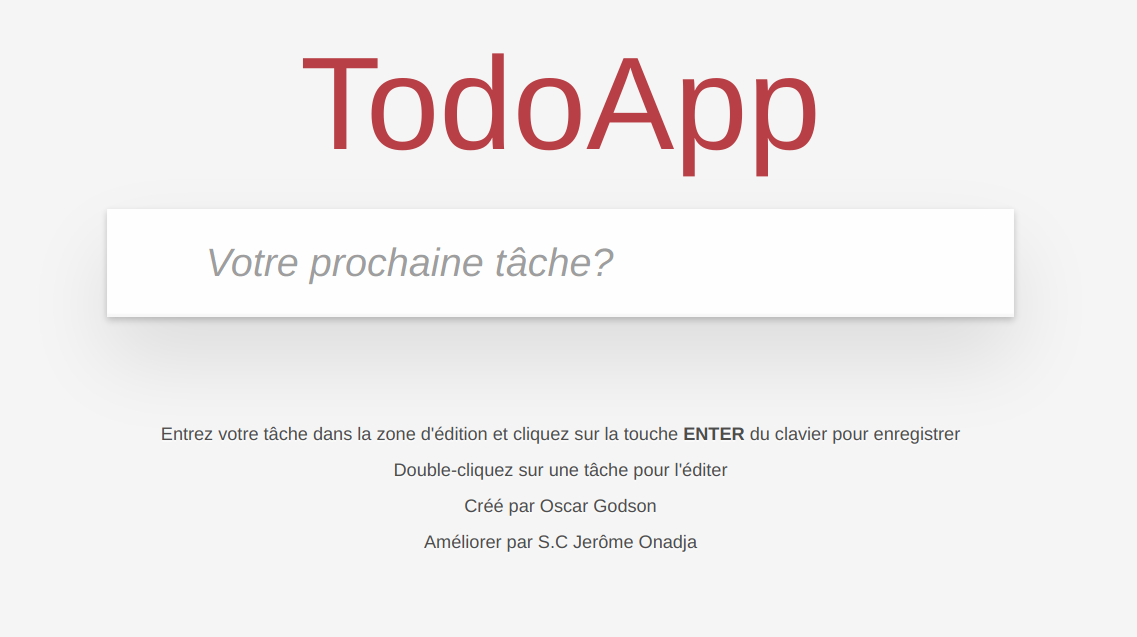 TodoApp
Votre prochaine tâche?
Entrez votre tâche dans la zone d'édition et cliquez sur la touche ENTER du clavier pour enregistrer
Double-cliquez sur une tâche pour l'éditer
Créé par Oscar Godson
Améliorer par S.C Jerôme Onadja